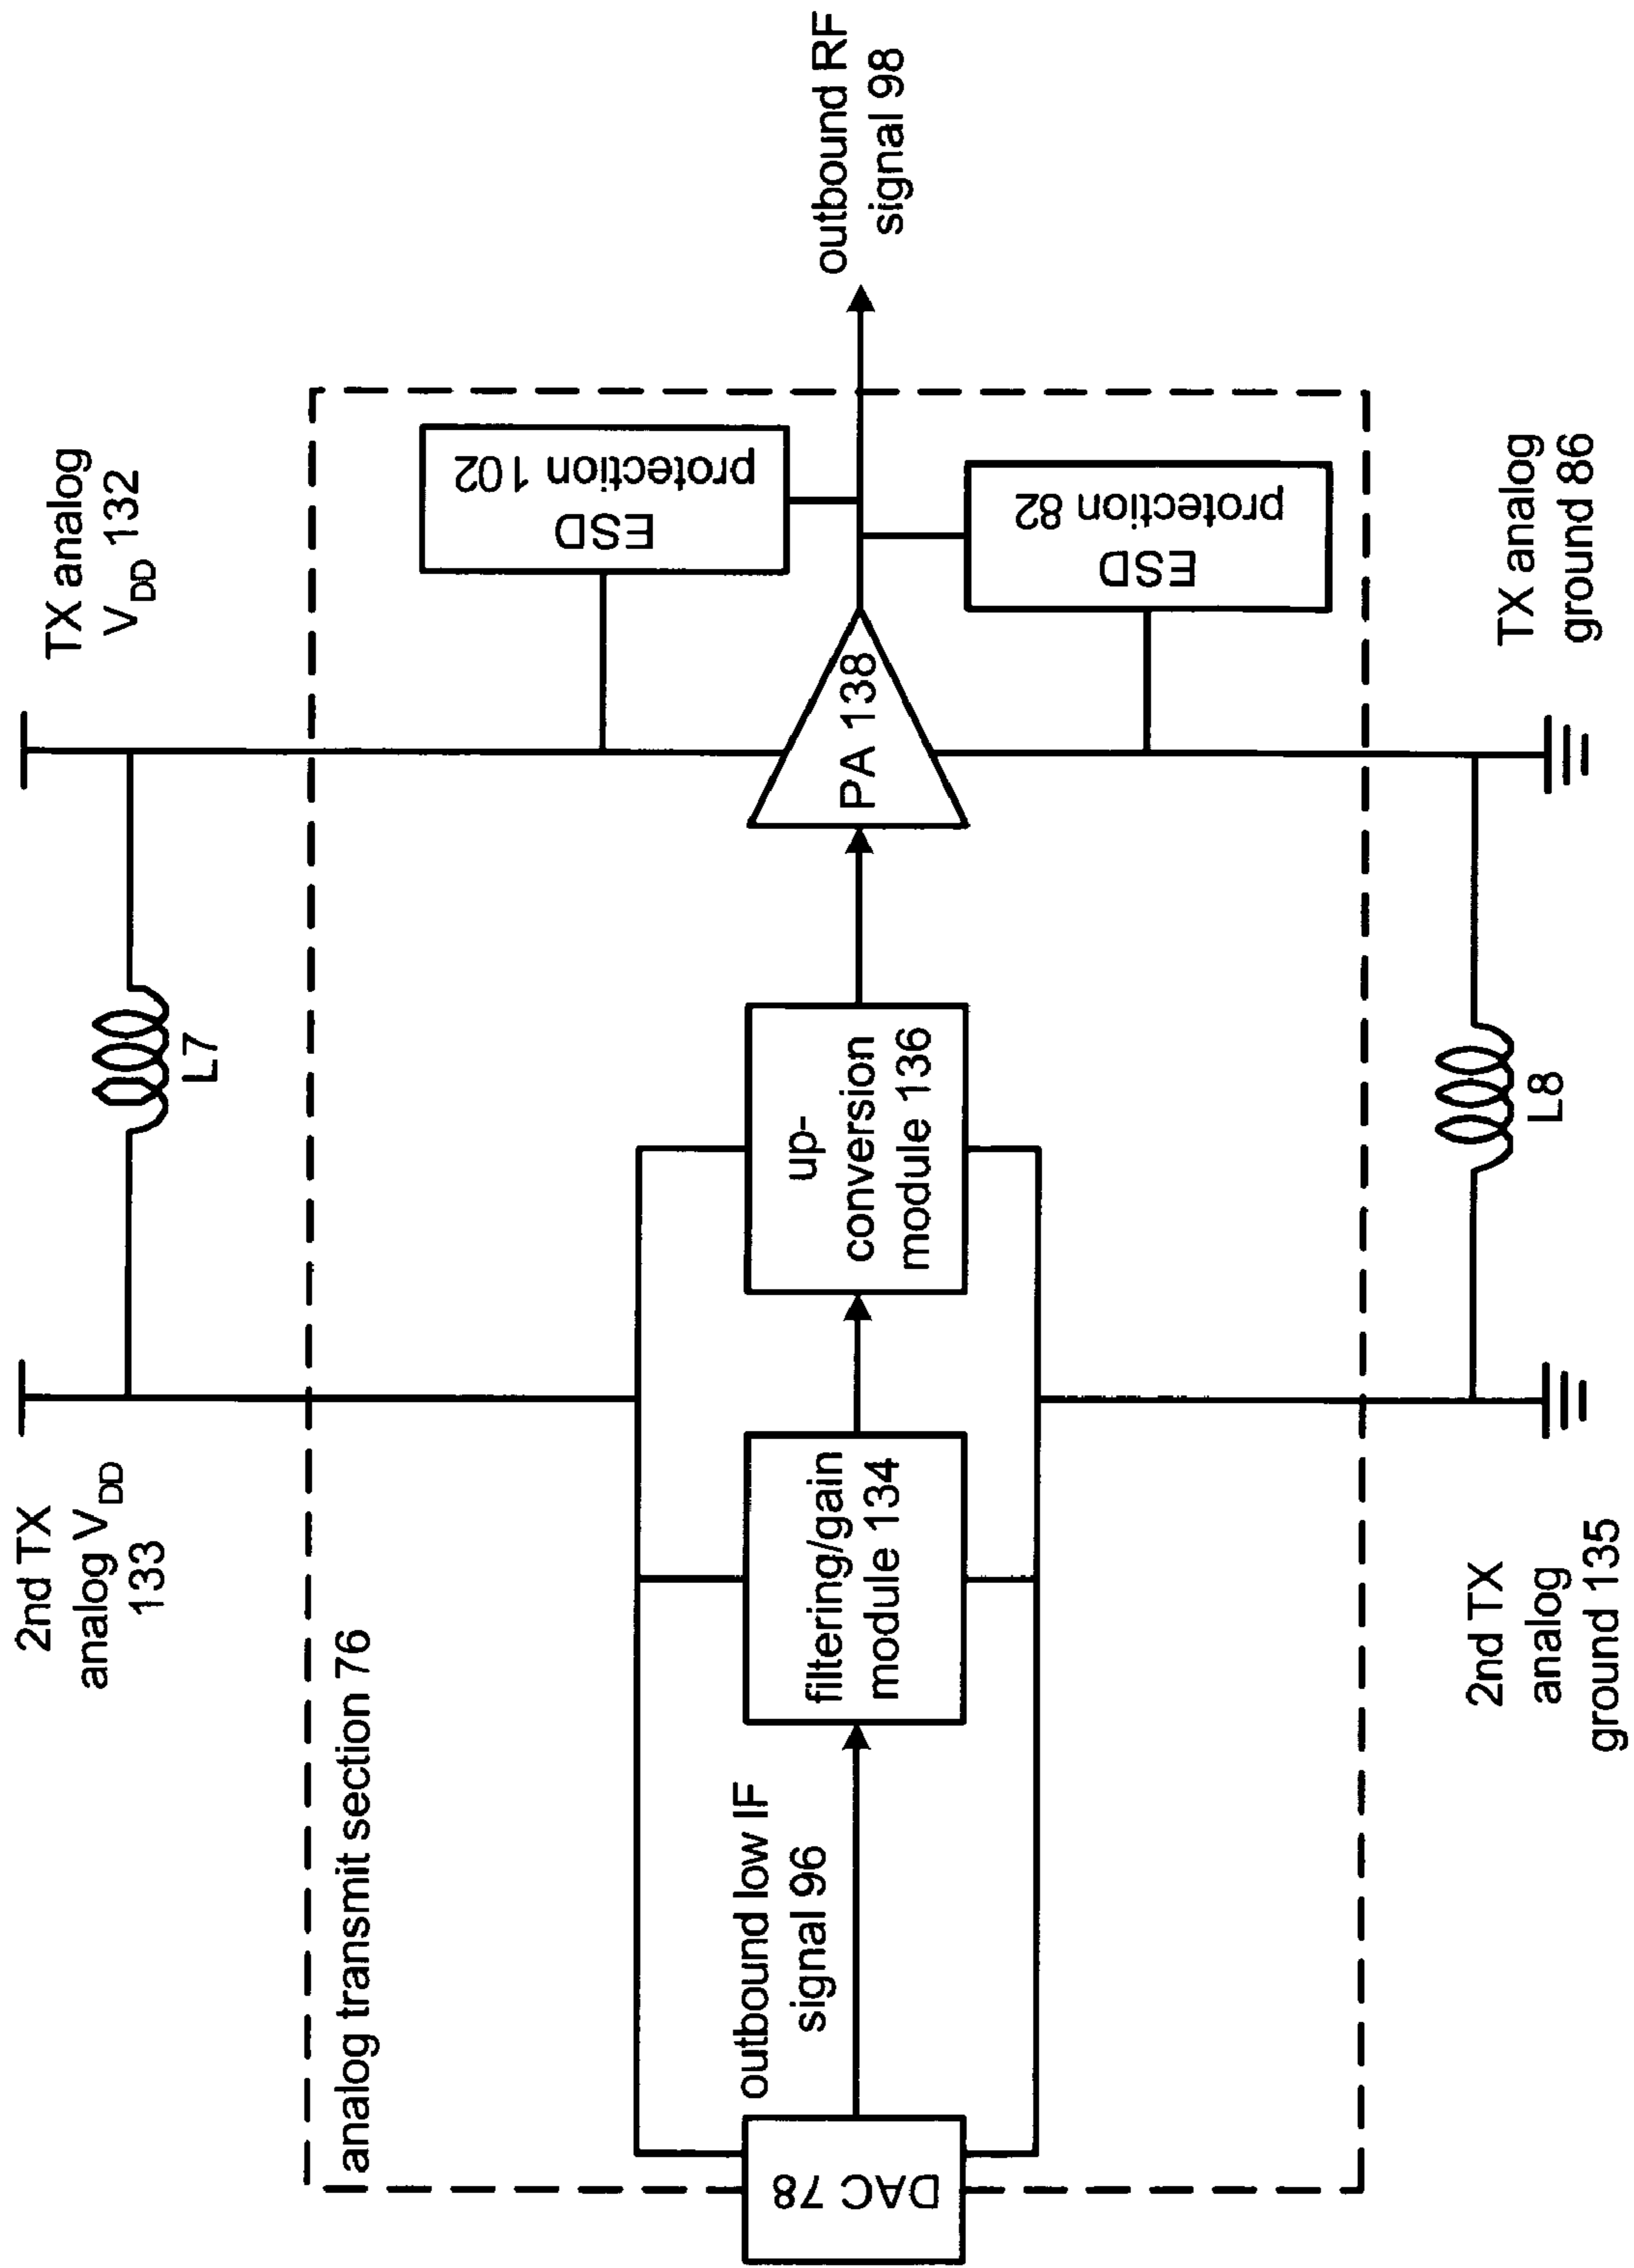 2nd TX
analog VDD
133
TX analog
VDD 132
L7
analog transmit section 76
ESD
protection 102
outbound RF
signal 98
DAC 78
outbound low IF
signal 96
filtering/gain
module 134
up-
conversion
module 136
PA 138
ESD
protection 82
L8
2nd TX
analog
ground 135
TX analog
ground 86